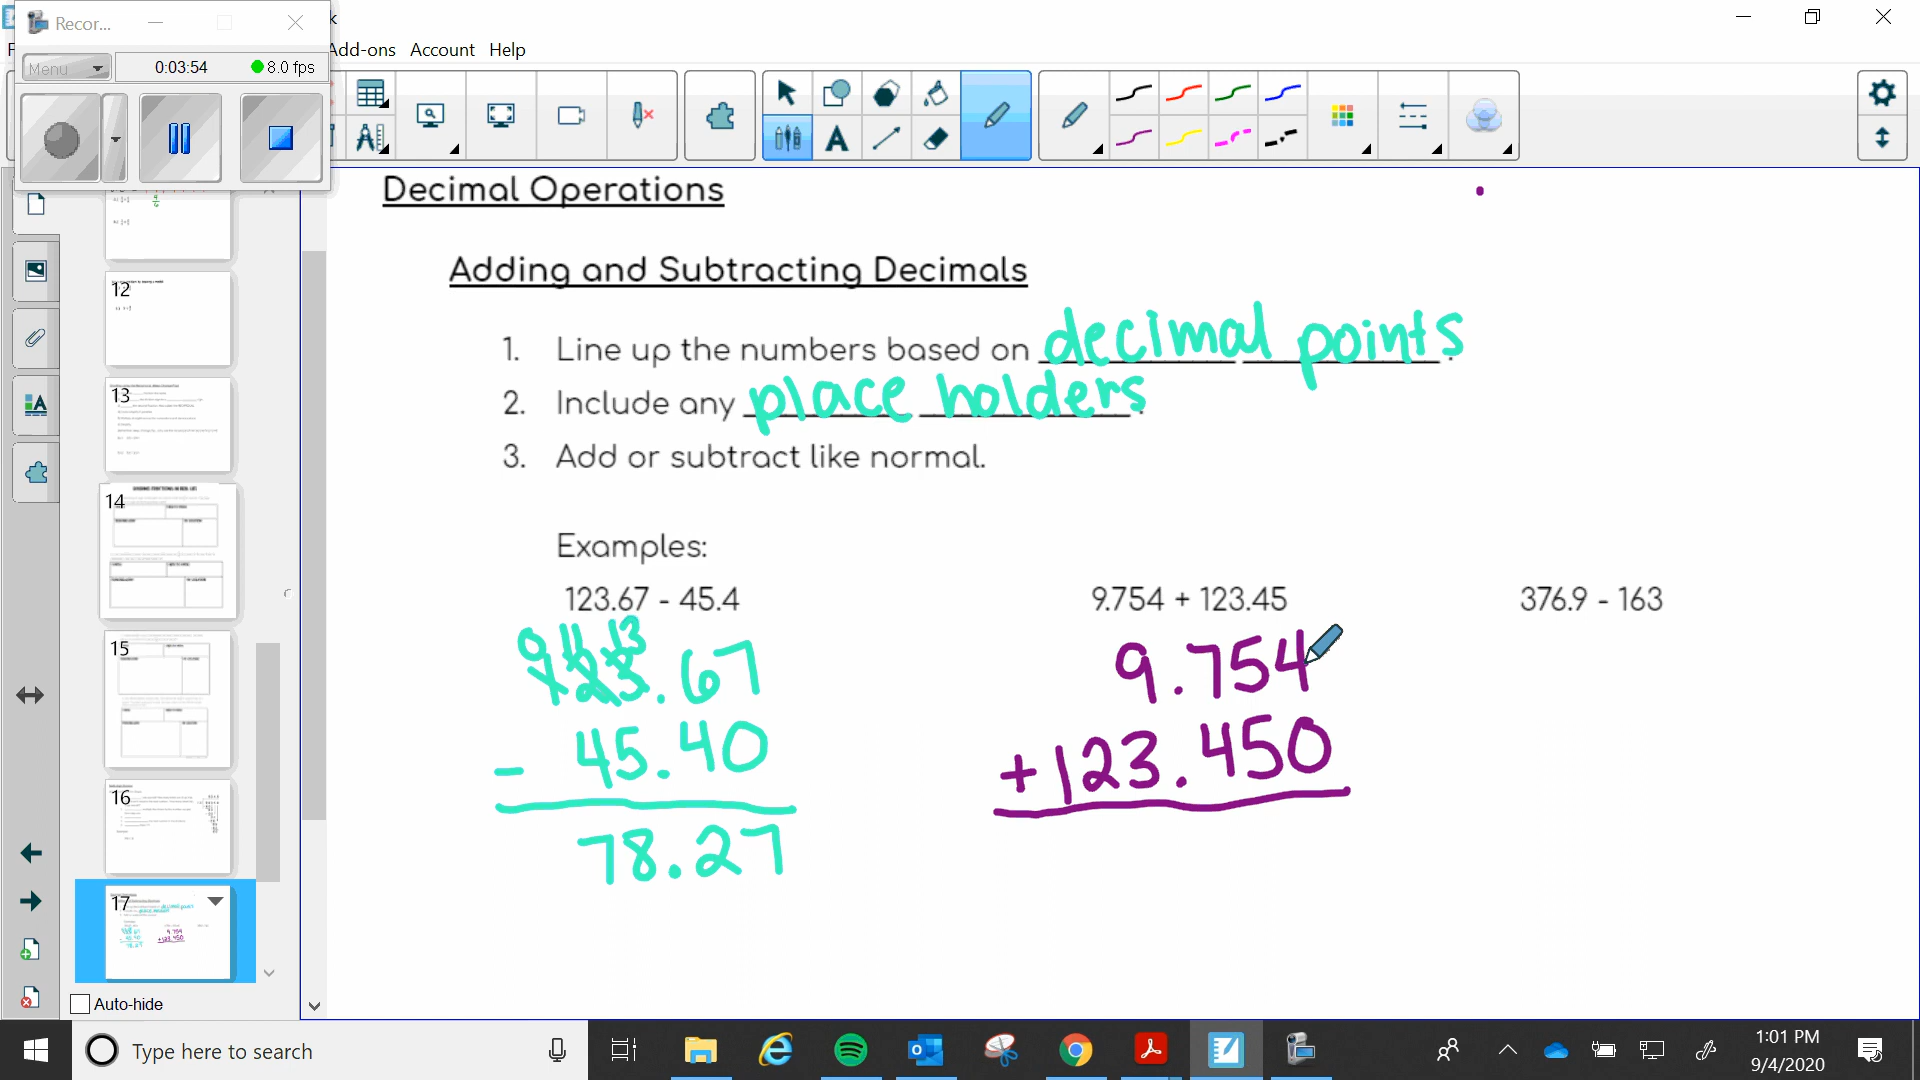 Recor...
Menu
0:03:54
8.0 fps
Add-ons Account Help
Decimal Operations
Adding and Subtracting Decimals
1. Line up the numbers based on decimal points.
2. Include any place holders.
3. Add or subtract like normal.
Examples:
123.67 - 45.4
9.754 + 123.45
376.9 - 163
0 11 13
123.67
- 45.40
78.27
9.754
+123.450
12
13
14
15
16
17
Auto-hide
Type here to search
1:01 PM
9/4/2020